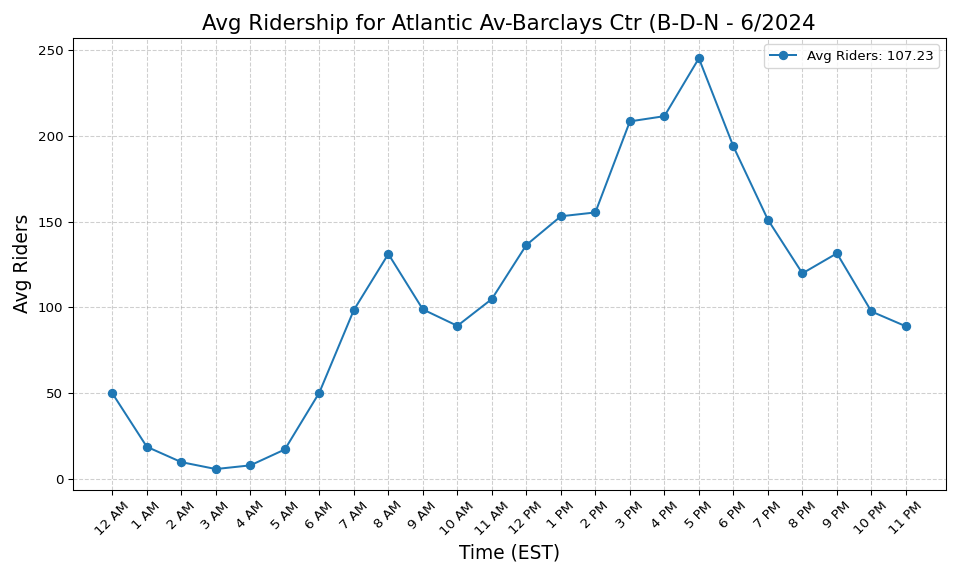 Avg Ridership for Atlantic Av-Barclays Ctr (B-D-N - 6/2024
Avg Riders: 107.23
Avg Riders
250
200
150
100
50
0
12 AM
1 AM
2 AM
3 AM
4 AM
5 AM
6 AM
7 AM
8 AM
9 AM
10 AM
11 AM
12 PM
1 PM
2 PM
3 PM
4 PM
5 PM
6 PM
7 PM
8 PM
9 PM
10 PM
11 PM
Time (EST)